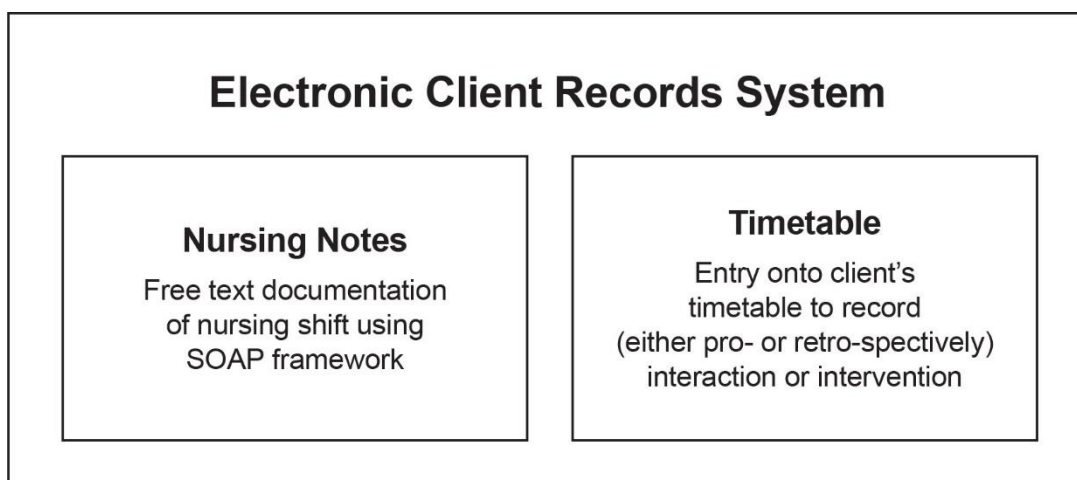 Electronic Client Records System
Nursing Notes
Free text documentation
of nursing shift using
SOAP framework
Timetable
Entry onto client's
timetable to record
(either pro- or retro-spectively)
interaction or intervention